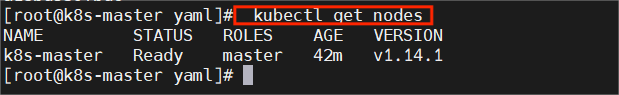 [root@k8s-master yaml]# kubectl get nodes
NAME STATUS ROLES AGE VERSION
k8s-master Ready master 42m v1.14.1
[root@k8s-master yaml]#